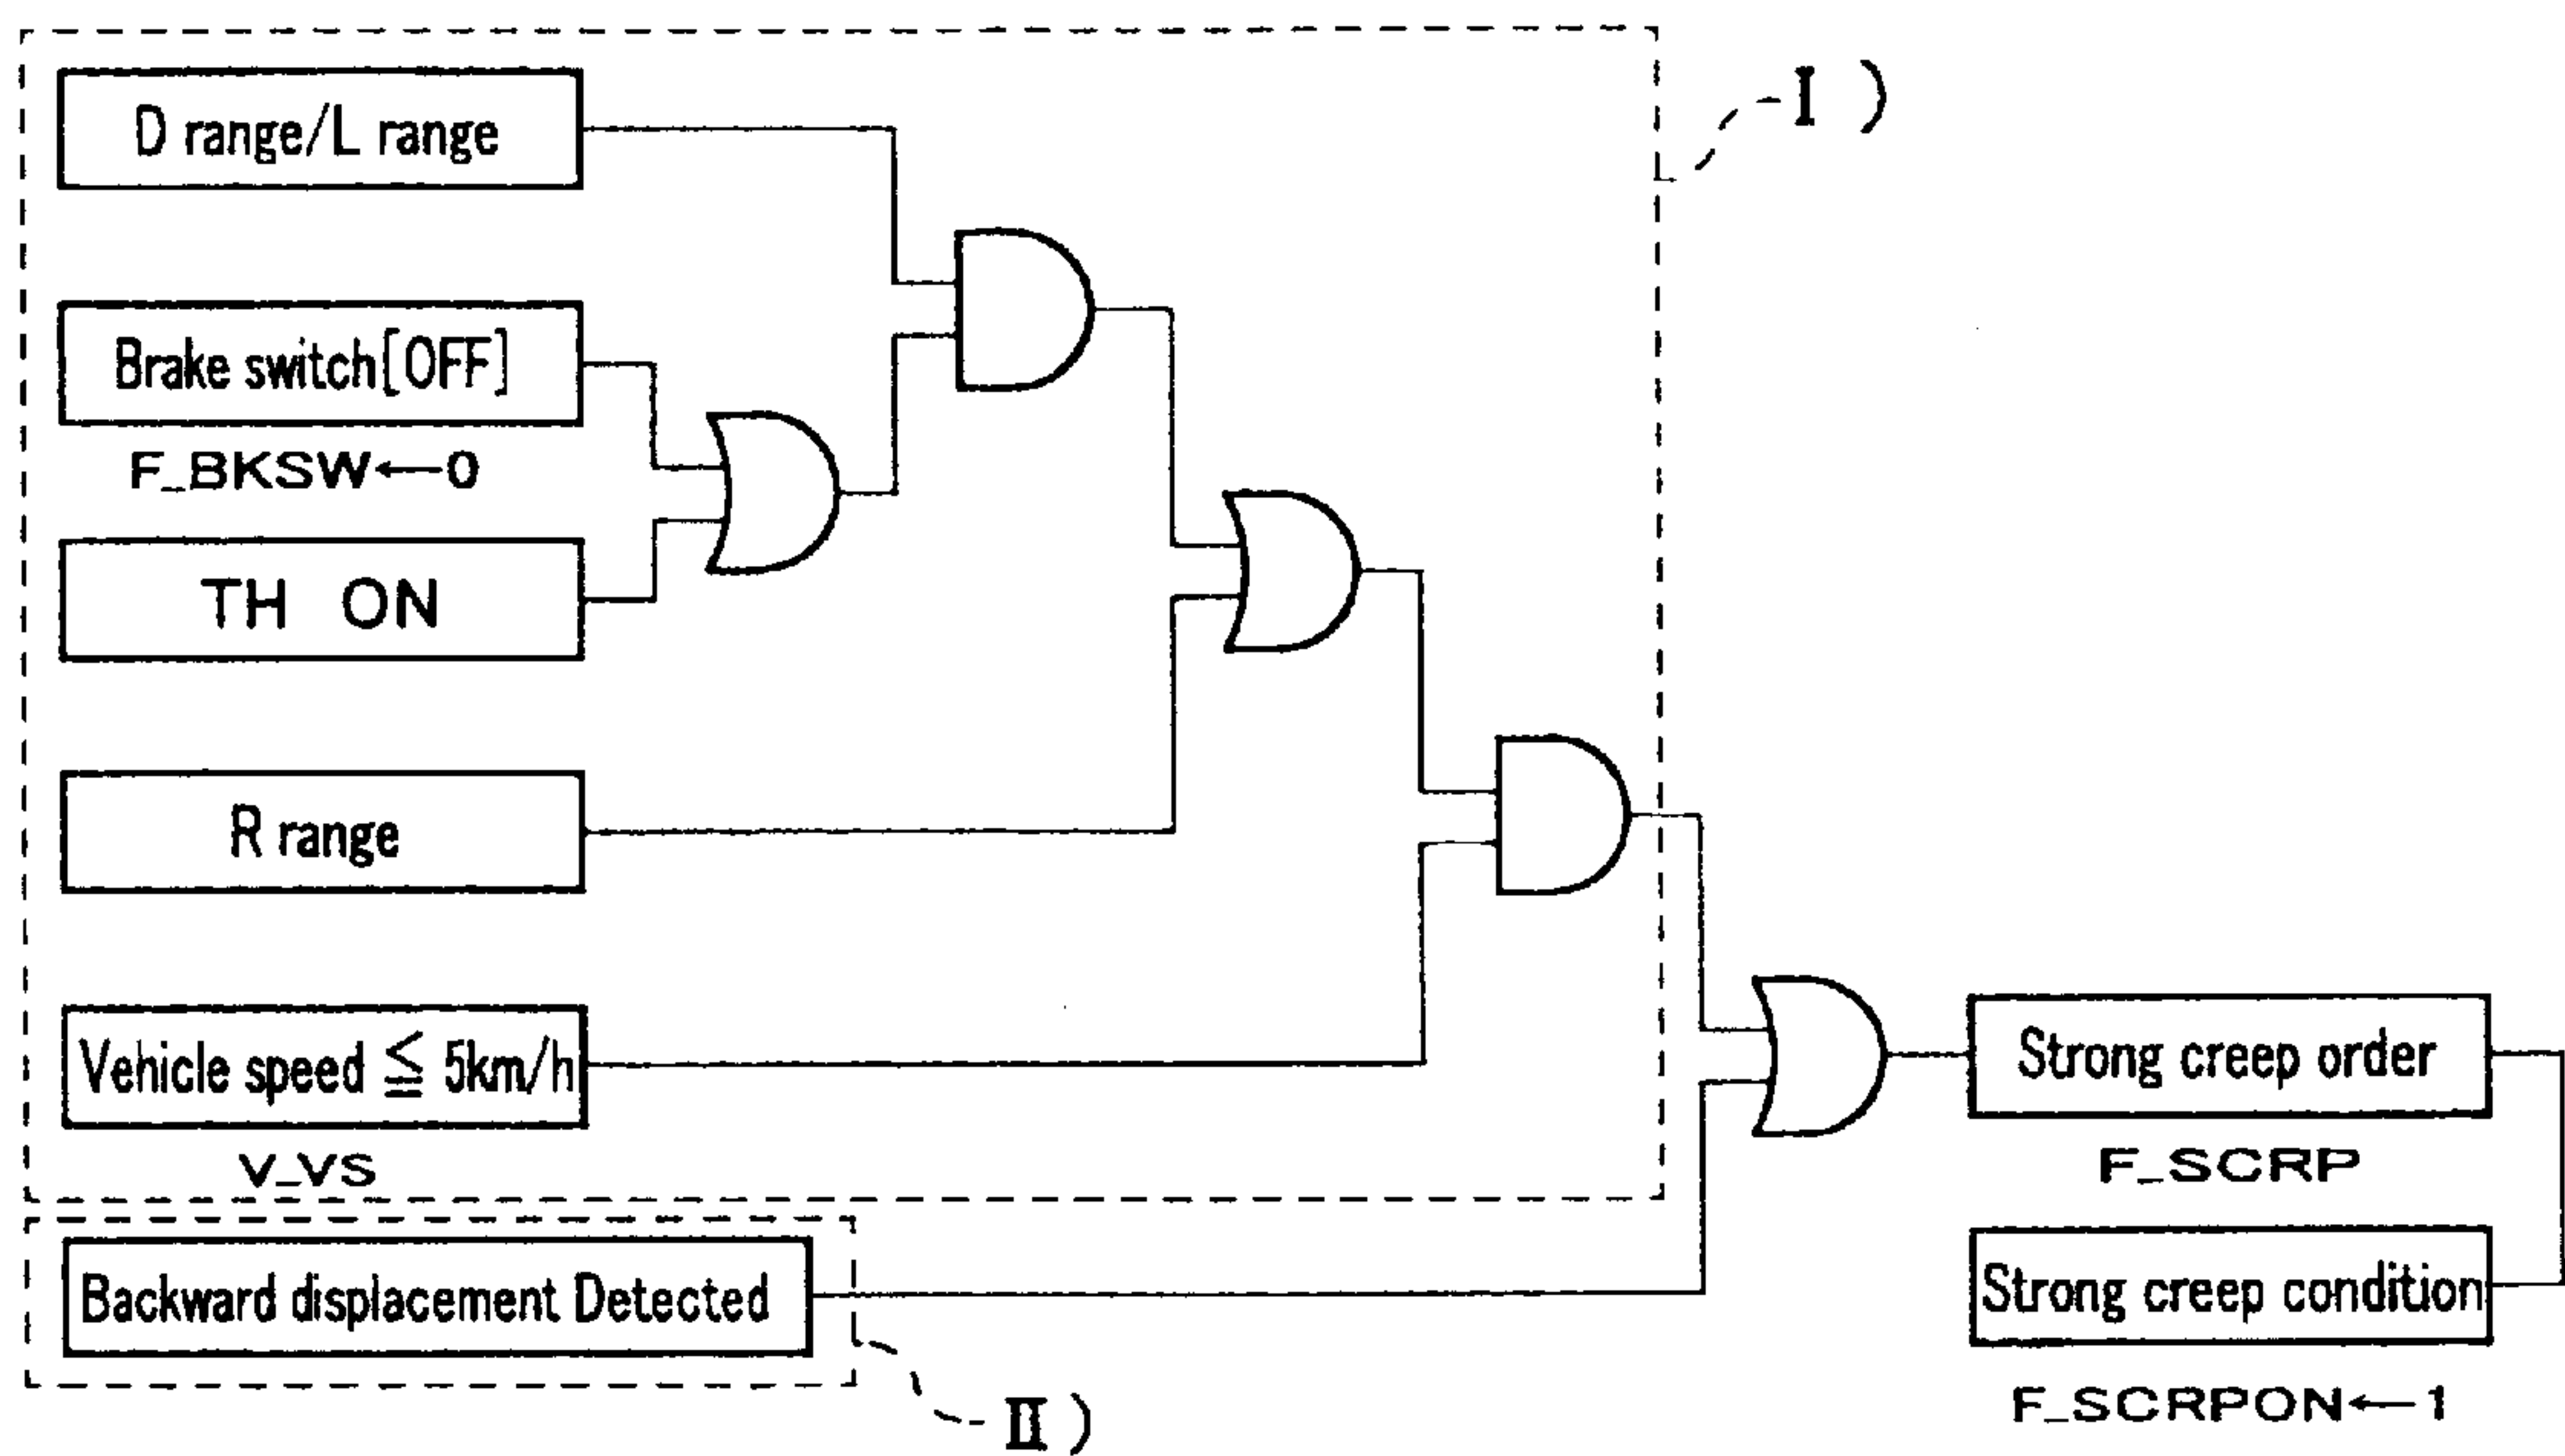 I )
D range/L range
Brake switch[OFF]
F_BKSW←0
TH ON
R range
Vehicle speed ≦ 5km/h
V_VS
Strong creep order
F_SCRP
Backward displacement Detected
Strong creep condition
F_SCRPON←1
II )